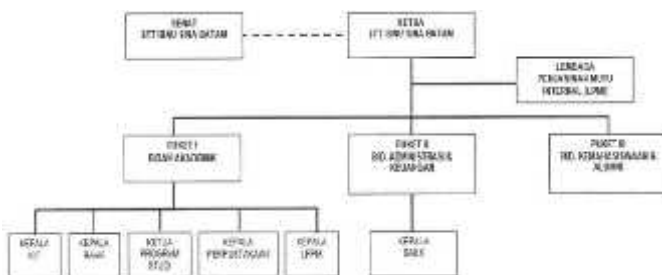 SENAT
STT IBNU SINA BATAM
KETUA
STT IBNU SINA BATAM
LEMBAGA
PENJAMINAN MUTU
INTERNAL (LPMI)
PUKET I
BIDANG AKADEMIK
PUKET II
BID. ADMINISTRASI &
KEUANGAN
PUKET III
BID. KEMAHASISWAAN &
ALUMNI
KEPALA
KEPALA
BAAK
KETUA
PROGRAM
STUDI
KEPALA
PERPUSTAKAAN
KEPALA
LPPM
KEPALA
BAUK